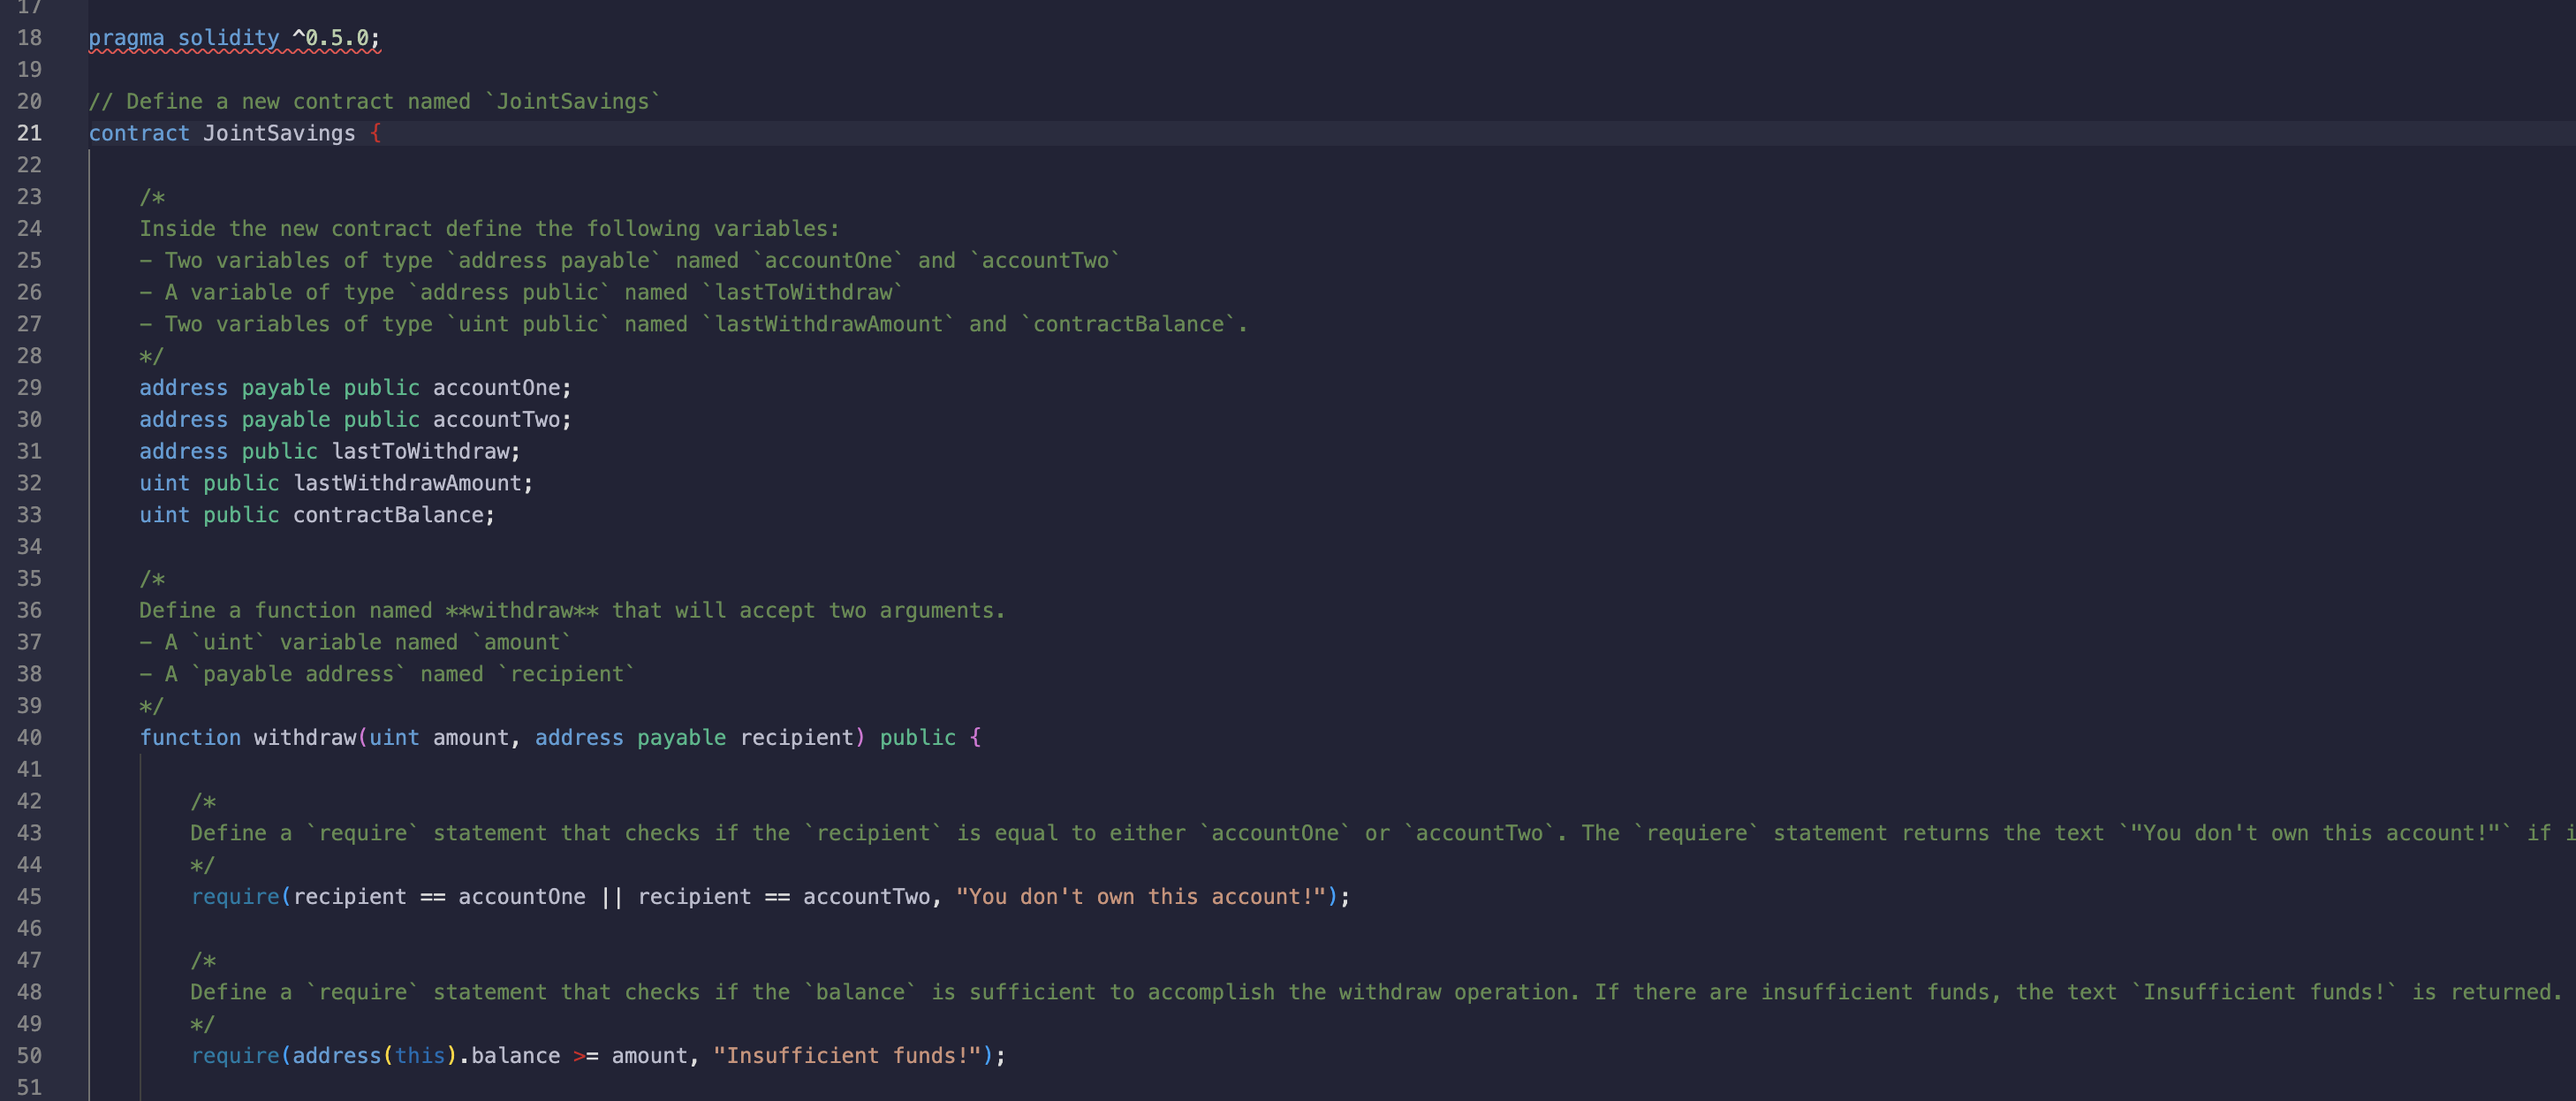 17
18 pragma solidity ^0.5.0;
19
20 // Define a new contract named `JointSavings`
21 contract JointSavings {
22
23 /*
24 Inside the new contract define the following variables:
25 - Two variables of type `address payable` named `accountOne` and `accountTwo`
26 - A variable of type `address public` named `lastToWithdraw`
27 - Two variables of type `uint public` named `lastWithdrawAmount` and `contractBalance`.
28 */
29 address payable public accountOne;
30 address payable public accountTwo;
31 address public lastToWithdraw;
32 uint public lastWithdrawAmount;
33 uint public contractBalance;
34
35 /*
36 Define a function named **withdraw** that will accept two arguments.
37 - A `uint` variable named `amount`
38 - A `payable address` named `recipient`
39 */
40 function withdraw(uint amount, address payable recipient) public {
41
42 /*
43 Define a `require` statement that checks if the `recipient` is equal to either `accountOne` or `accountTwo`. The `requiere` statement returns the text `"You don't own this account!"` if i
44 */
45 require(recipient == accountOne || recipient == accountTwo, "You don't own this account!");
46
47 /*
48 Define a `require` statement that checks if the `balance` is sufficient to accomplish the withdraw operation. If there are insufficient funds, the text `Insufficient funds!` is returned.
49 */
50 require(address(this).balance >= amount, "Insufficient funds!");
51